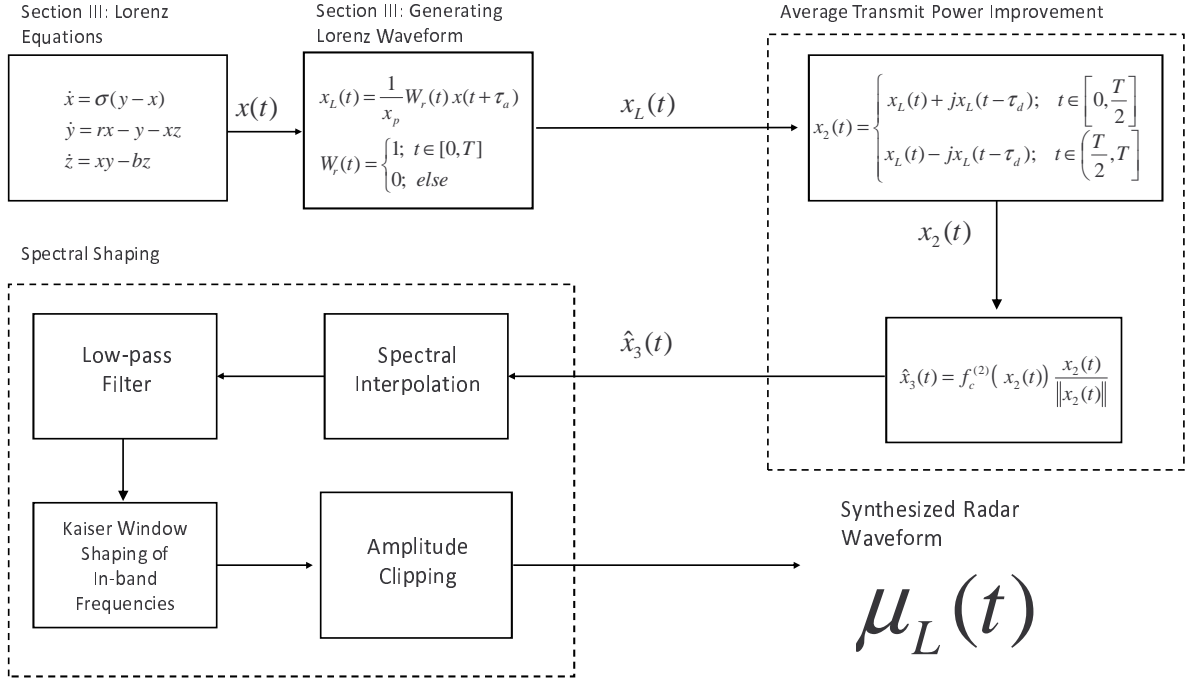 Section III: Lorenz
Equations
ẋ = σ(y − x)
ẏ = rx − y − xz
ż = xy − bz
x(t)
Section III: Generating
Lorenz Waveform
x_L(t) = 1/x_p W_r(t) x(t + τ_a)
W_r(t) = {1; t ∈ [0, T]
0; else
x_L(t)
Average Transmit Power Improvement
x_2(t) = {x_L(t) + jx_L(t − τ_d); t ∈ [0, T/2]
x_L(t) − jx_L(t − τ_d); t ∈ (T/2, T]
x_2(t)
x̂_3(t) = f_c^(2) (x_2(t)) x_2(t)/‖x_2(t)‖
x̂_3(t)
Spectral Shaping
Spectral
Interpolation
Low-pass
Filter
Kaiser Window
Shaping of
In-band
Frequencies
Amplitude
Clipping
Synthesized Radar
Waveform
μ_L(t)